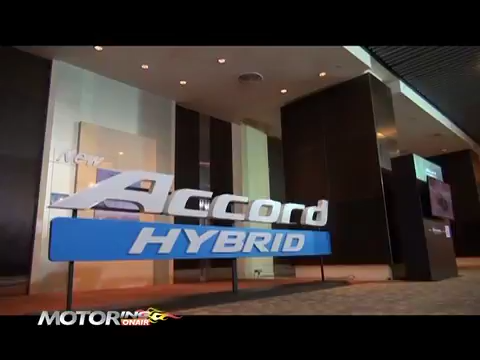 New
Accord
HYBRID
MOTORING
ONAIR